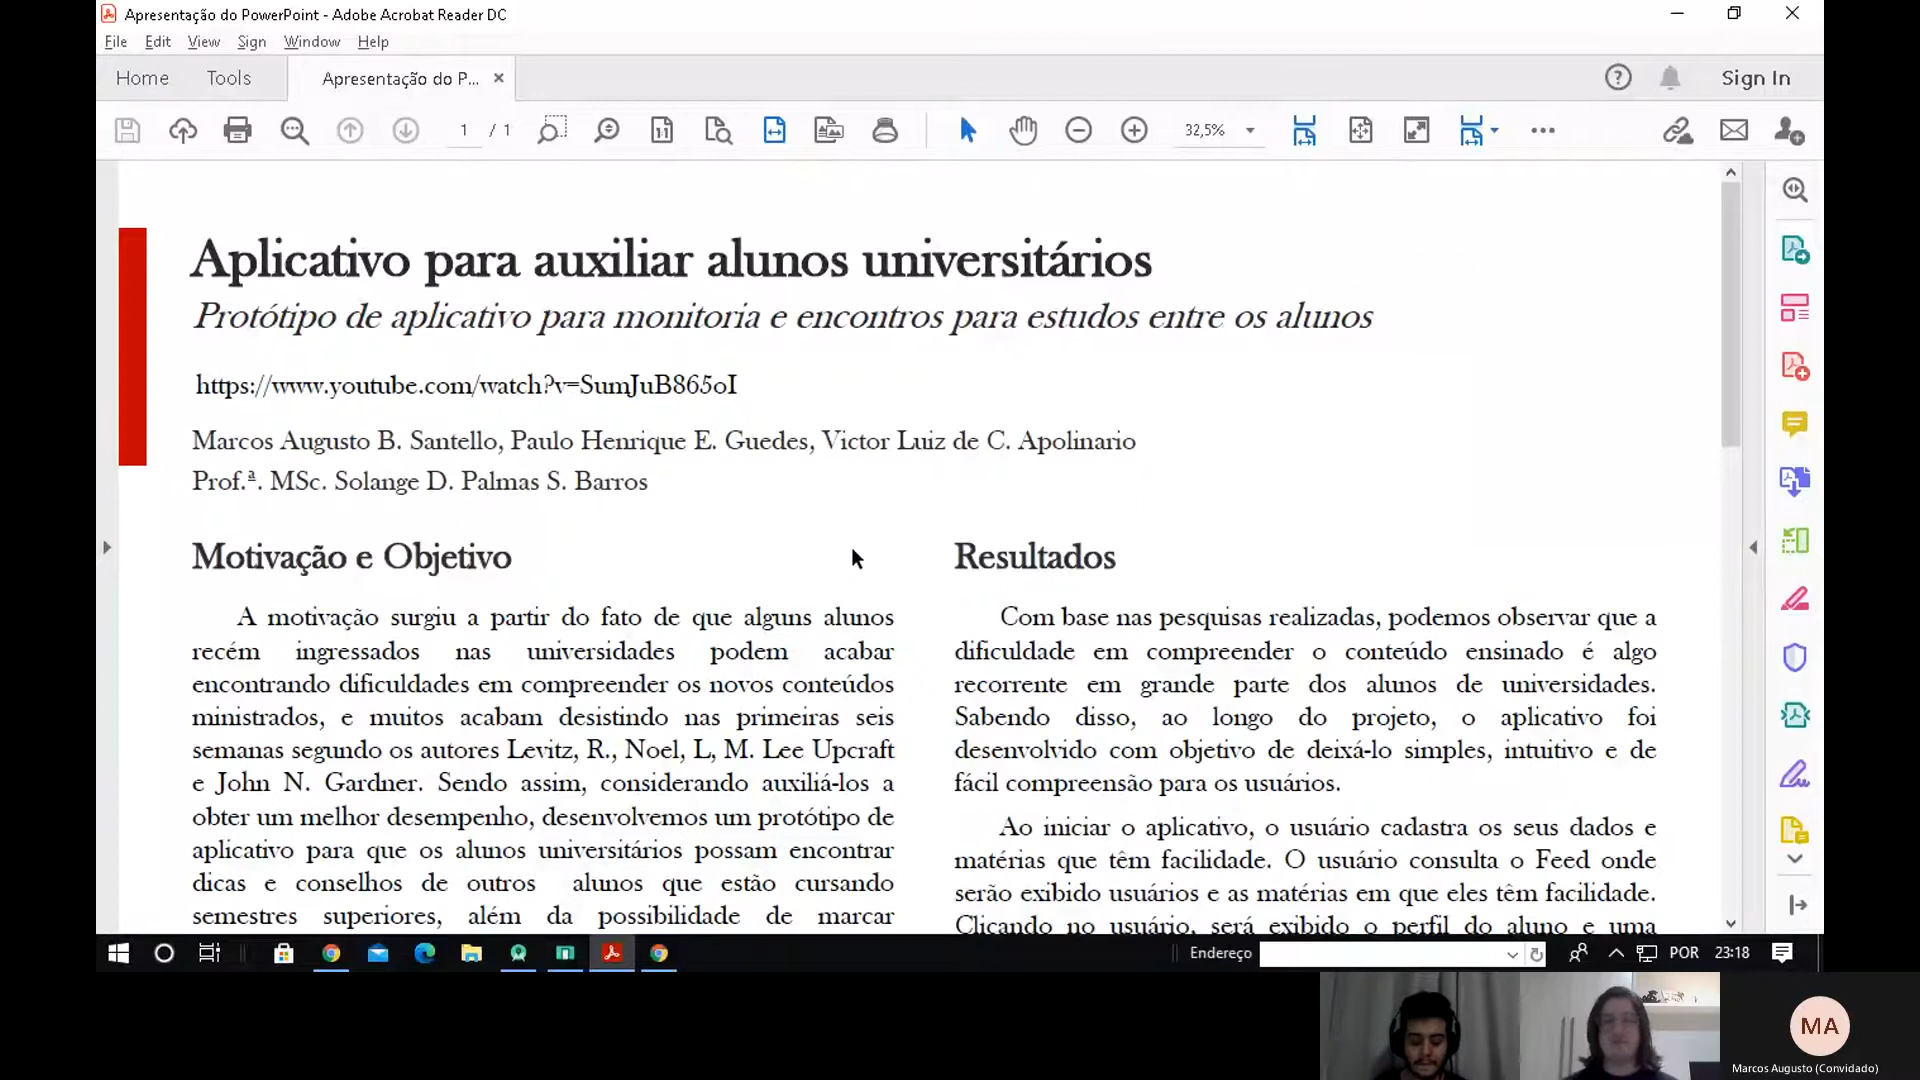 Apresentação do PowerPoint - Adobe Acrobat Reader DC
File Edit View Sign Window Help
Home Tools Apresentação do P... × Sign In
1 / 1 32,5%
Aplicativo para auxiliar alunos universitários
Protótipo de aplicativo para monitoria e encontros para estudos entre os alunos
https://www.youtube.com/watch?v=SumJuB865oI
Marcos Augusto B. Santello, Paulo Henrique E. Guedes, Victor Luiz de C. Apolinario
Prof.ª. MSc. Solange D. Palmas S. Barros
Motivação e Objetivo
A motivação surgiu a partir do fato de que alguns alunos
recém ingressados nas universidades podem acabar
encontrando dificuldades em compreender os novos conteúdos
ministrados, e muitos acabam desistindo nas primeiras seis
semanas segundo os autores Levitz, R., Noel, L, M. Lee Upcraft
e John N. Gardner. Sendo assim, considerando auxiliá-los a
obter um melhor desempenho, desenvolvemos um protótipo de
aplicativo para que os alunos universitários possam encontrar
dicas e conselhos de outros alunos que estão cursando
semestres superiores, além da possibilidade de marcar
Resultados
Com base nas pesquisas realizadas, podemos observar que a
dificuldade em compreender o conteúdo ensinado é algo
recorrente em grande parte dos alunos de universidades.
Sabendo disso, ao longo do projeto, o aplicativo foi
desenvolvido com objetivo de deixá-lo simples, intuitivo e de
fácil compreensão para os usuários.
Ao iniciar o aplicativo, o usuário cadastra os seus dados e
matérias que têm facilidade. O usuário consulta o Feed onde
serão exibido usuários e as matérias em que eles têm facilidade.
Clicando no usuário, será exibido o perfil do aluno e uma
Endereço POR 23:18
MA
Marcos Augusto (Convidado)